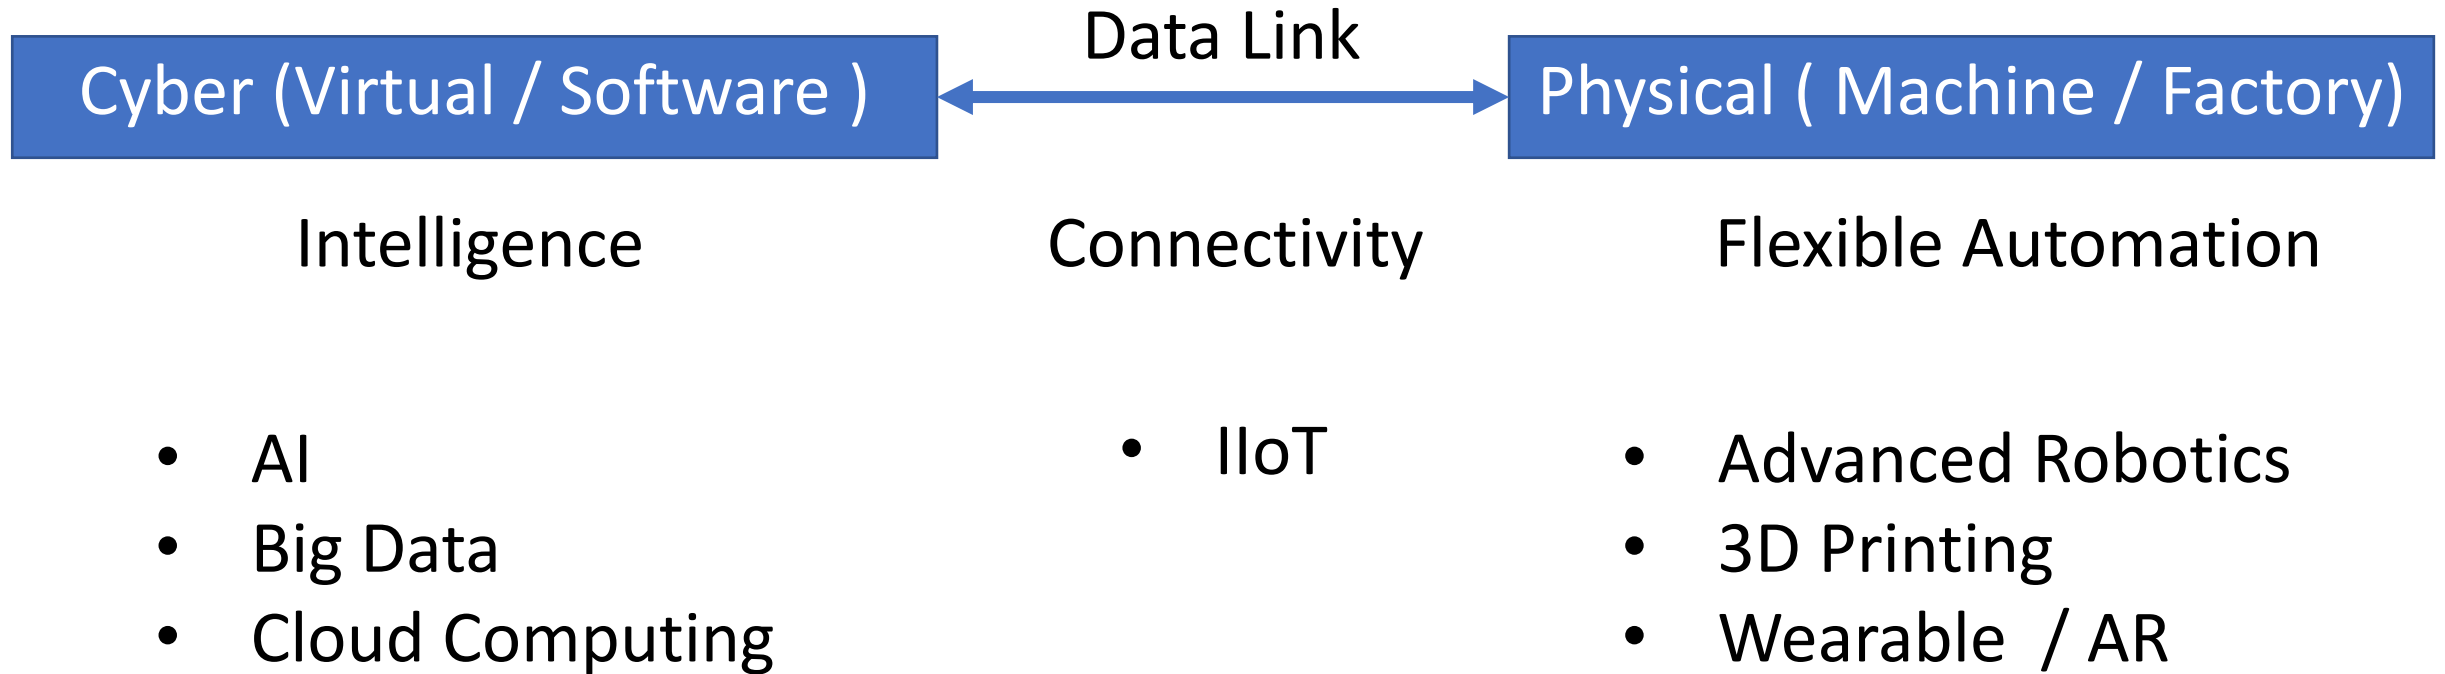 Data Link
Cyber (Virtual / Software )
Physical ( Machine / Factory)
Intelligence
Connectivity
Flexible Automation
• AI
• Big Data
• Cloud Computing
• IIoT
• Advanced Robotics
• 3D Printing
• Wearable / AR